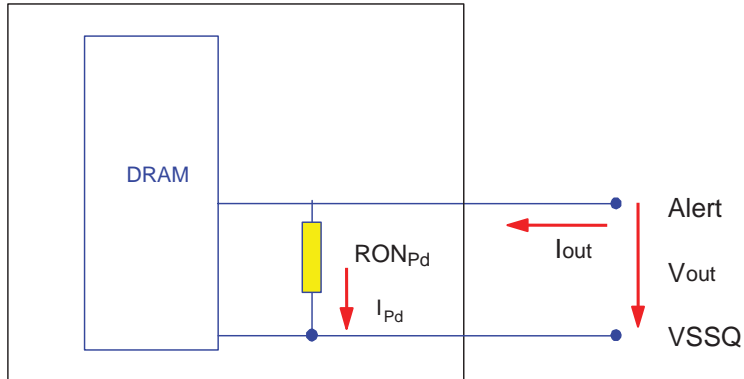 DRAM
Alert
Iout
RONPd
Vout
IPd
VSSQ